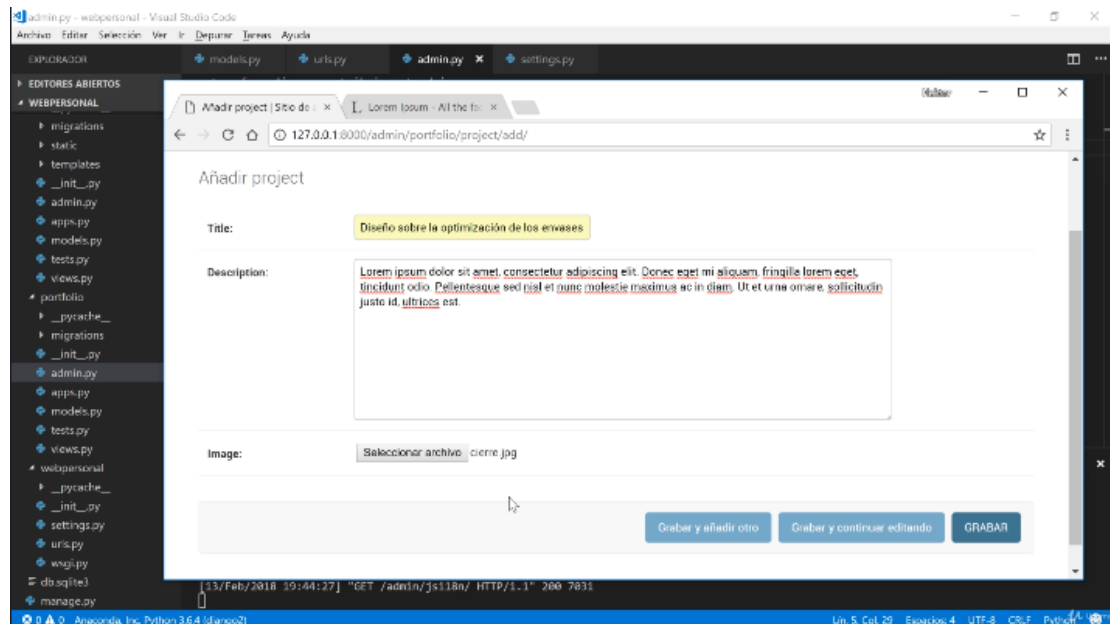 admin.py - webpersonal - Visual Studio Code
Archivo Editar Selección Ver Ir Depurar Tareas Ayuda
EXPLORADOR
models.py
urls.py
admin.py
settings.py
EDITORES ABIERTOS
WEBPERSONAL
migrations
static
templates
__init__.py
admin.py
apps.py
models.py
tests.py
views.py
portfolio
__pycache__
migrations
__init__.py
admin.py
apps.py
models.py
tests.py
views.py
webpersonal
__pycache__
__init__.py
settings.py
urls.py
wsgi.py
db.sqlite3
manage.py
Añadir project | Sitio de
Lorem Ipsum - All the fac
127.0.0.1:8000/admin/portfolio/project/add/
Añadir project
Title:
Diseño sobre la optimización de los envases
Description:
Lorem ipsum dolor sit amet, consectetur adipiscing elit. Donec eget mi aliquam, fringilla lorem eget,
tincidunt odio. Pellentesque sed nisl et nunc molestie maximus ac in diam. Ut et urna ornare, sollicitudin
justo id, ultrices est.
Image:
Seleccionar archivo cierre.jpg
Grabar y añadir otro
Grabar y continuar editando
GRABAR
[13/Feb/2018 19:44:27] "GET /admin/jsi18n/ HTTP/1.1" 200 7031
0 0 Anaconda, Inc. Python 3.6.4 (django2)
Lín. 5, Col. 29 Espacios: 4 UTF-8 CRLF Python